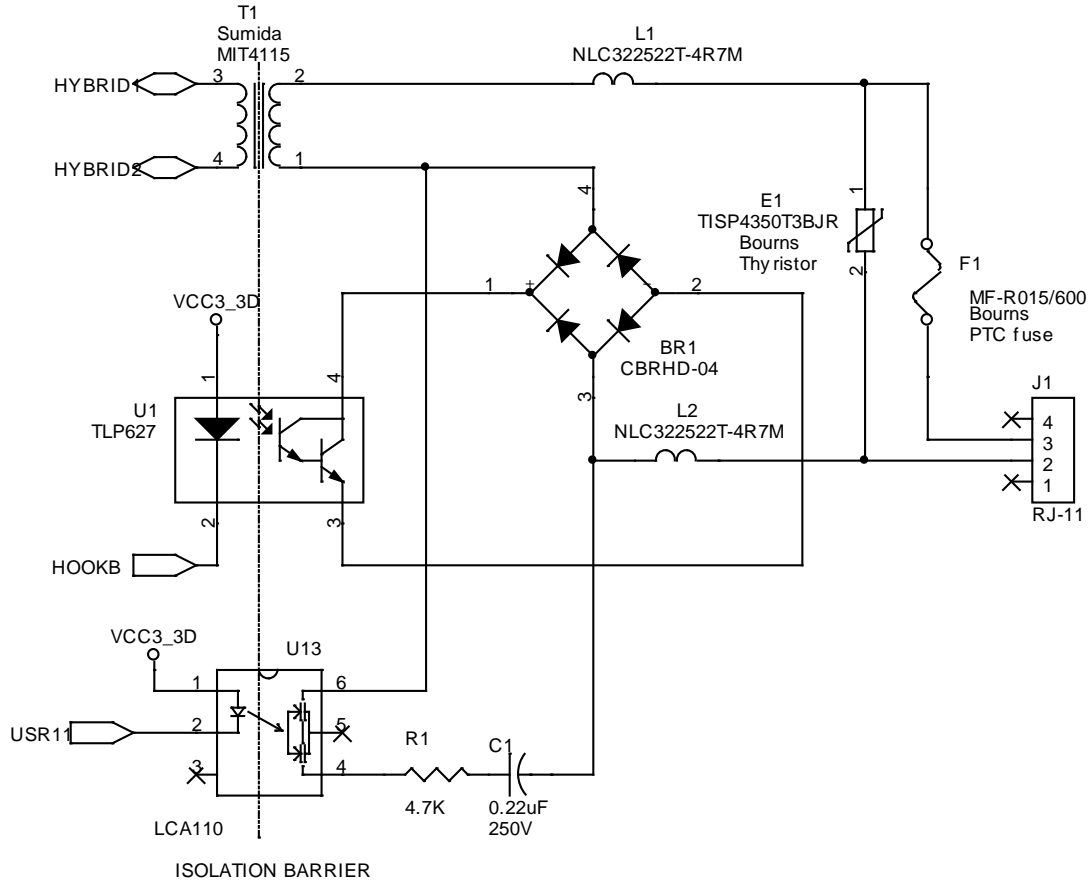 T1
Sumida
MIT4115
L1
NLC322522T-4R7M
HYBRID1
3
2
HYBRID2
4
1
4
1
E1
TISP4350T3BJR
Bourns
Thyristor
2
F1
MF-R015/600
Bourns
PTC fuse
VCC3_3D
1
+
-
2
BR1
CBRHD-04
3
1
4
U1
TLP627
L2
NLC322522T-4R7M
J1
4
3
2
1
RJ-11
2
3
HOOKB
VCC3_3D
U13
1
6
USR11
2
5
3
4
R1
C1
4.7K
0.22uF
250V
LCA110
ISOLATION BARRIER